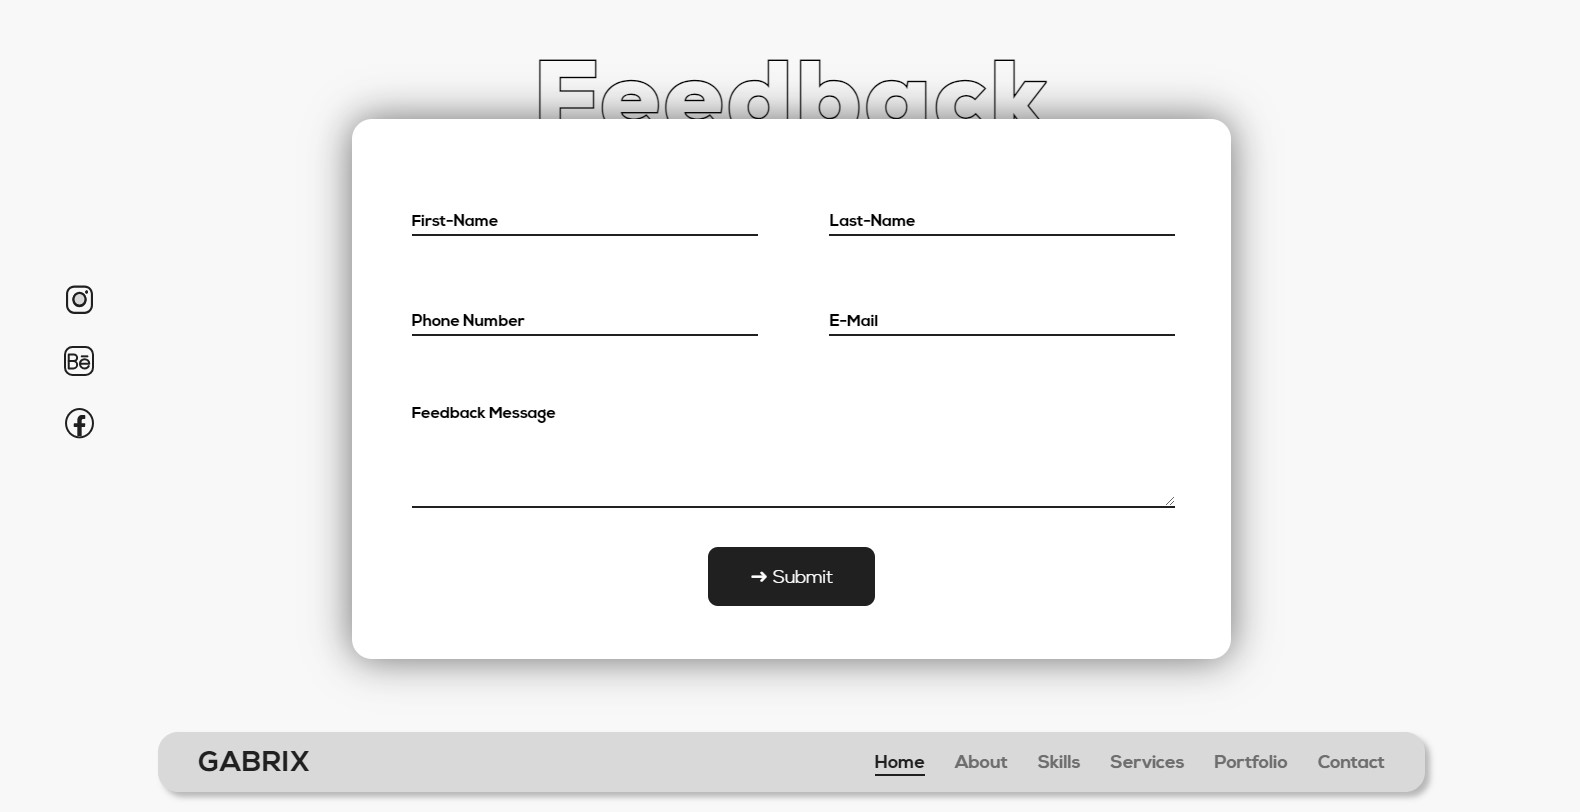 Feedback
First-Name Last-Name
Phone Number E-Mail
Feedback Message
➜ Submit
GABRIX Home About Skills Services Portfolio Contact